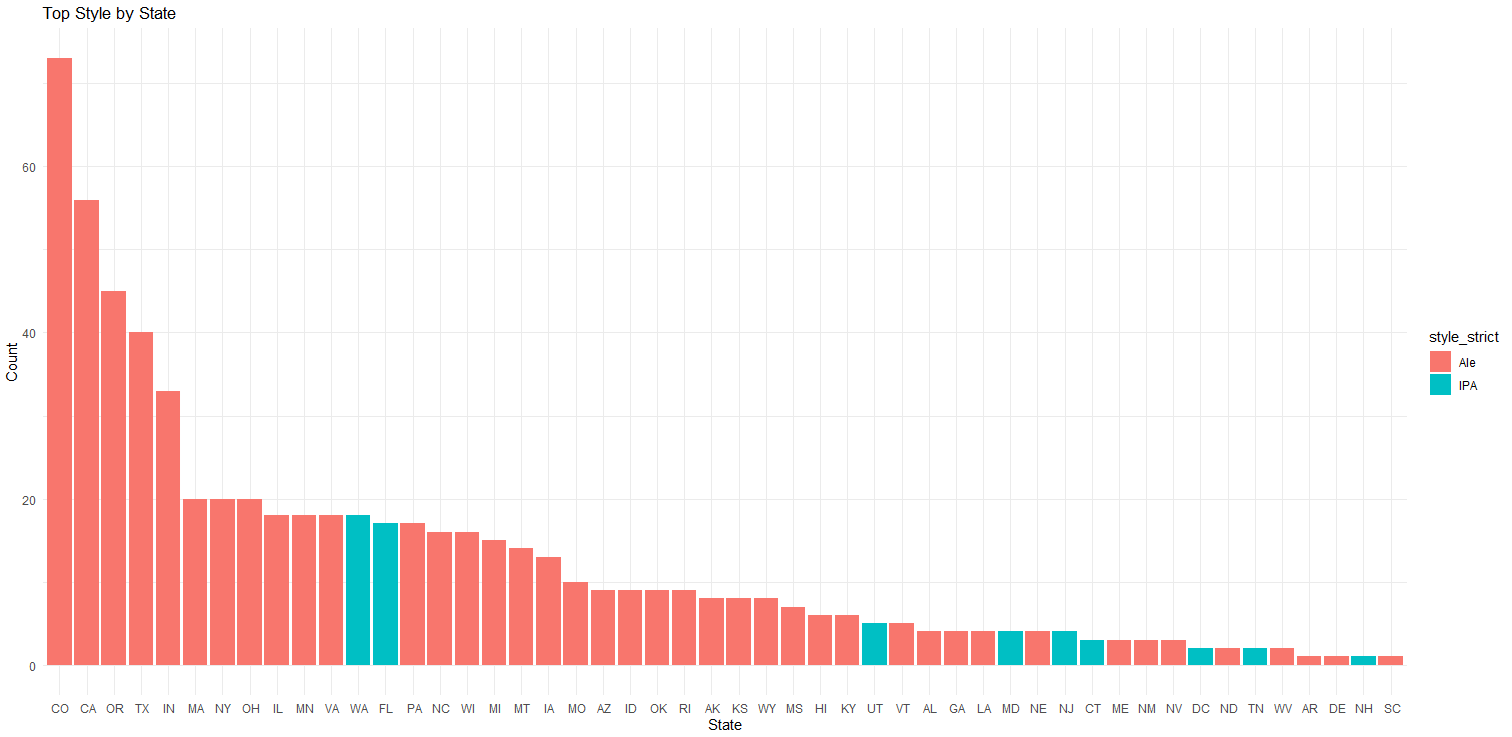 Top Style by State
Count
60
40
20
0
CO CA OR TX IN MA NY OH IL MN VA WA FL PA NC WI MI MT IA MO AZ ID OK RI AK KS WY MS HI KY UT VT AL GA LA MD NE NJ CT ME NM NV DC ND TN WV AR DE NH SC
State
style_strict
Ale
IPA